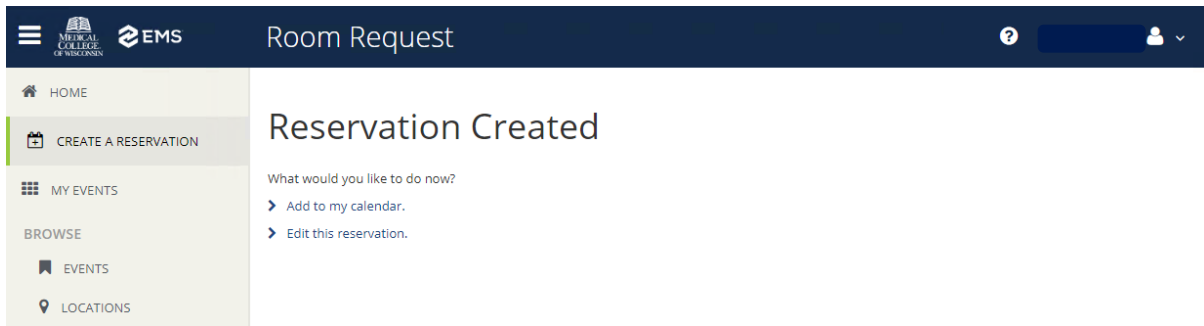 MEDICAL
COLLEGE
OF WISCONSIN
EMS
Room Request
HOME
CREATE A RESERVATION
MY EVENTS
BROWSE
EVENTS
LOCATIONS
Reservation Created
What would you like to do now?
Add to my calendar.
Edit this reservation.